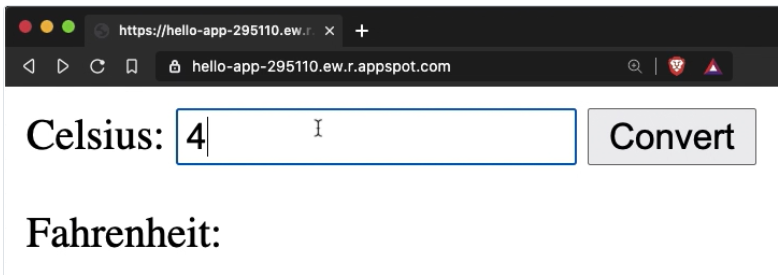 https://hello-app-295110.ew.r.
hello-app-295110.ew.r.appspot.com
Celsius: 4 Convert
Fahrenheit: